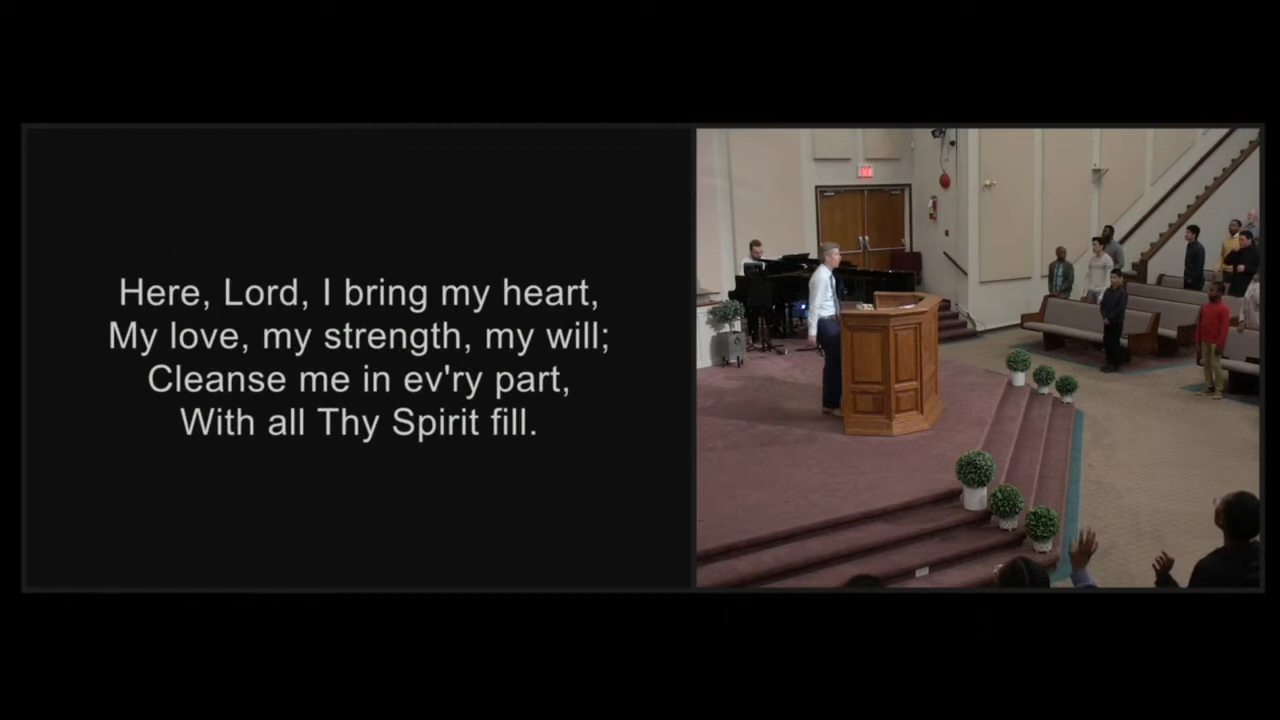 Here, Lord, I bring my heart,
My love, my strength, my will;
Cleanse me in ev'ry part,
With all Thy Spirit fill.